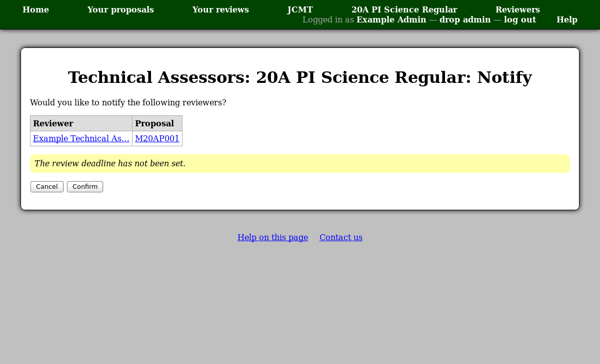 Home Your proposals Your reviews JCMT 20A PI Science Regular Reviewers
Logged in as Example Admin — drop admin — log out Help
Technical Assessors: 20A PI Science Regular: Notify
Would you like to notify the following reviewers?
Reviewer Proposal
Example Technical As... M20AP001
The review deadline has not been set.
Cancel Confirm
Help on this page Contact us